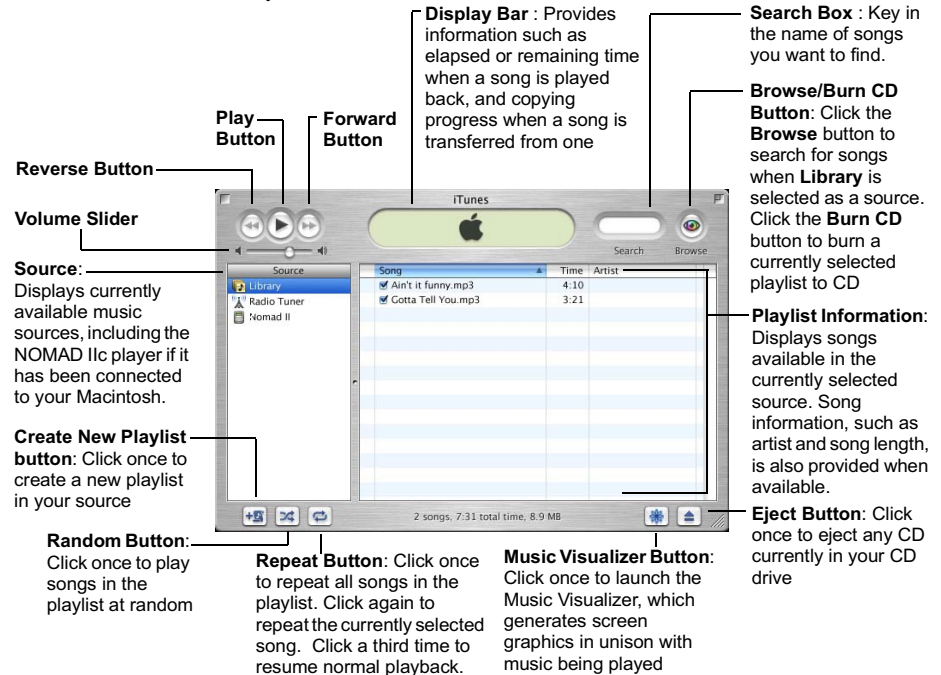 Display Bar : Provides
information such as
elapsed or remaining time
when a song is played
back, and copying
progress when a song is
transferred from one
Search Box : Key in
the name of songs
you want to find.
Browse/Burn CD
Button: Click the
Browse button to
search for songs
when Library is
selected as a source.
Click the Burn CD
button to burn a
currently selected
playlist to CD
Play
Button
Forward
Button
Reverse Button
Volume Slider
Source:
Displays currently
available music
sources, including the
NOMAD IIc player if it
has been connected
to your Macintosh.
Create New Playlist
button: Click once to
create a new playlist
in your source
iTunes
Search
Browse
Source
Library
Radio Tuner
Nomad II
Song Time Artist
Ain't it funny.mp3 4:10
Gotta Tell You.mp3 3:21
2 songs, 7:31 total time, 8.9 MB
Playlist Information:
Displays songs
available in the
currently selected
source. Song
information, such as
artist and song length,
is also provided when
available.
Eject Button: Click
once to eject any CD
currently in your CD
drive
Random Button:
Click once to play
songs in the
playlist at random
Repeat Button: Click once
to repeat all songs in the
playlist. Click again to
repeat the currently selected
song. Click a third time to
resume normal playback.
Music Visualizer Button:
Click once to launch the
Music Visualizer, which
generates screen
graphics in unison with
music being played